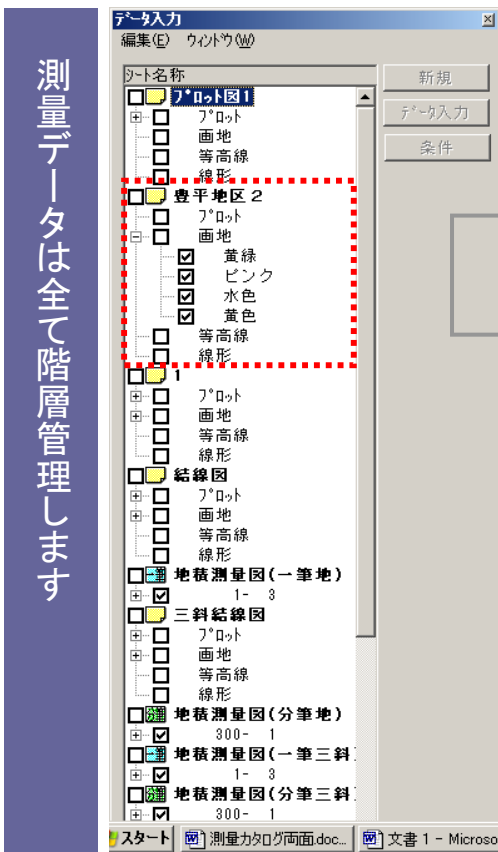 測量データは全て階層管理します
ﾃﾞｰﾀ入力
編集(E) ｳｨﾝﾄﾞｳ(W)
ｼｰﾄ名称
新規
ﾃﾞｰﾀ入力
条件
ﾌﾟﾛｯﾄ図1
ﾌﾟﾛｯﾄ
画地
等高線
線形
豊平地区2
ﾌﾟﾛｯﾄ
画地
黄緑
ピンク
水色
黄色
等高線
線形
1
ﾌﾟﾛｯﾄ
画地
等高線
線形
結線図
ﾌﾟﾛｯﾄ
画地
等高線
線形
地積測量図(一筆地)
1- 3
三斜結線図
ﾌﾟﾛｯﾄ
画地
等高線
線形
地積測量図(分筆地)
300- 1
地積測量図(一筆三斜)
1- 3
地積測量図(分筆三斜)
300- 1
スタート 測量カタログ両面.doc... 文書 1 - Microso